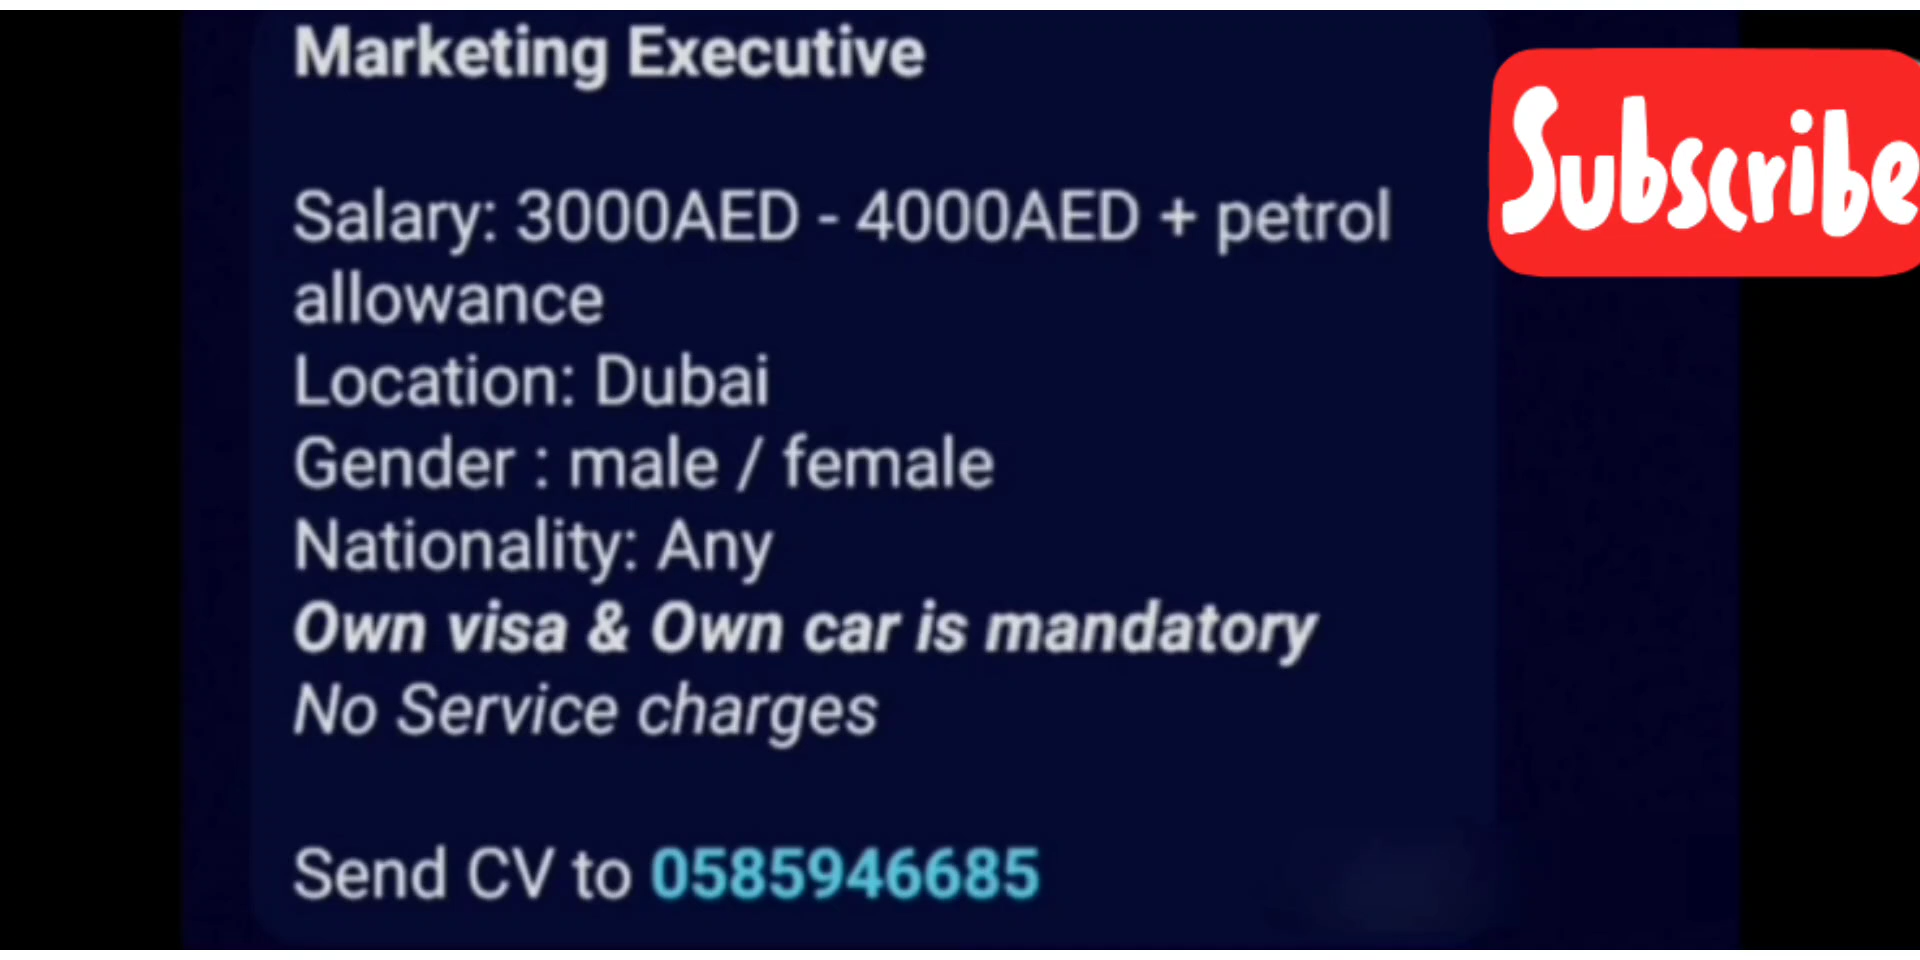 Marketing Executive
Subscribe
Salary: 3000AED - 4000AED + petrol
allowance
Location: Dubai
Gender : male / female
Nationality: Any
Own visa & Own car is mandatory
No Service charges
Send CV to 0585946685